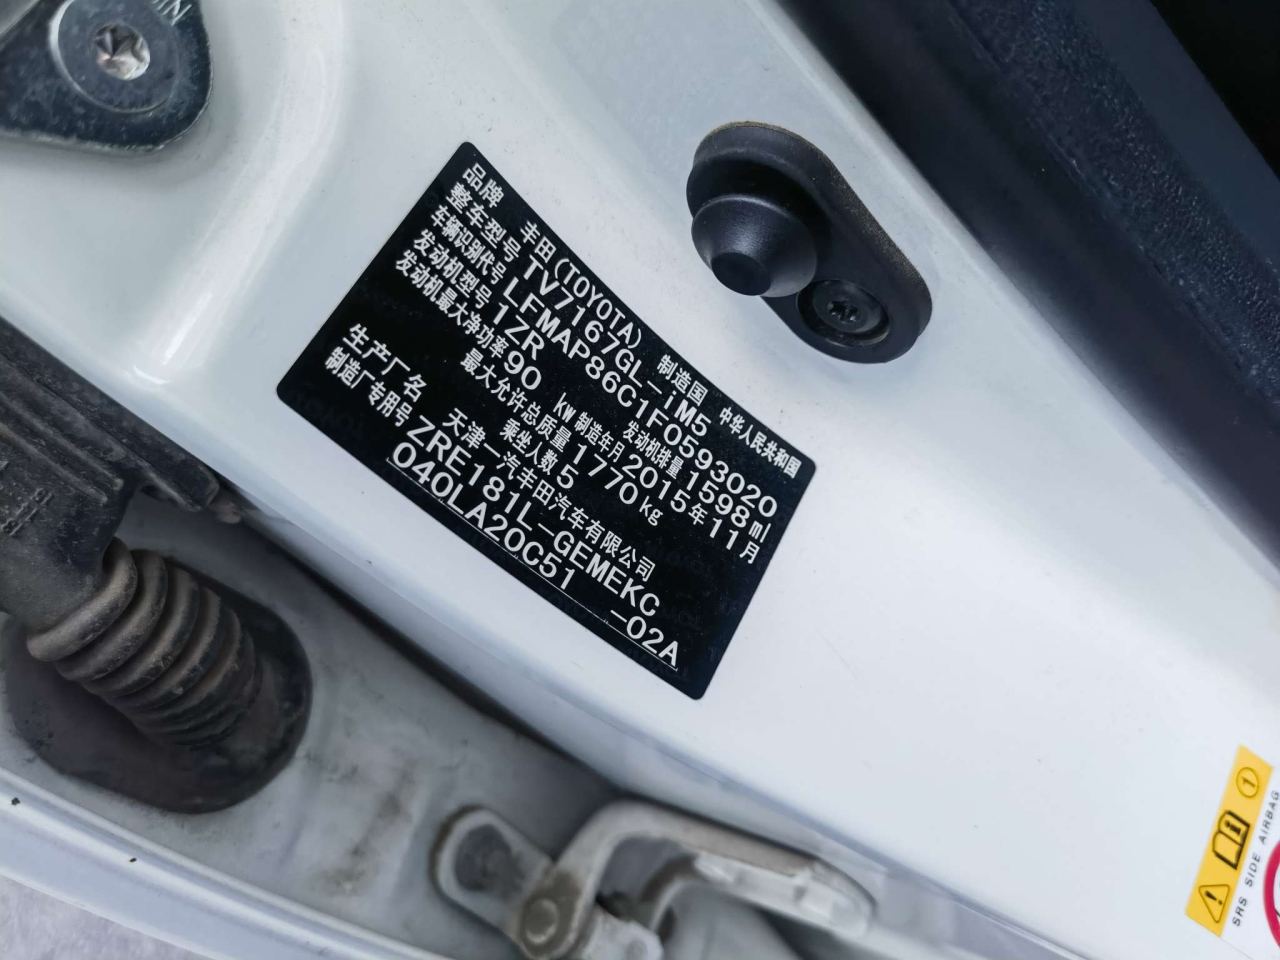 品牌 丰田(TOYOTA) 制造国 中华人民共和国
整车型号 TV7167GL-iM5
车辆识别代号 LFMAP86C1F0593020
发动机型号 1ZR 发动机排量 1598ml
发动机最大净功率 90 kW 制造年月 2015年11月
最大允许总质量 1770kg
乘坐人数 5
生产厂名 天津一汽丰田汽车有限公司
制造厂专用号 ZRE181L-GEMEKC
040LA20C51 -02A
SRS SIDE AIRBAG